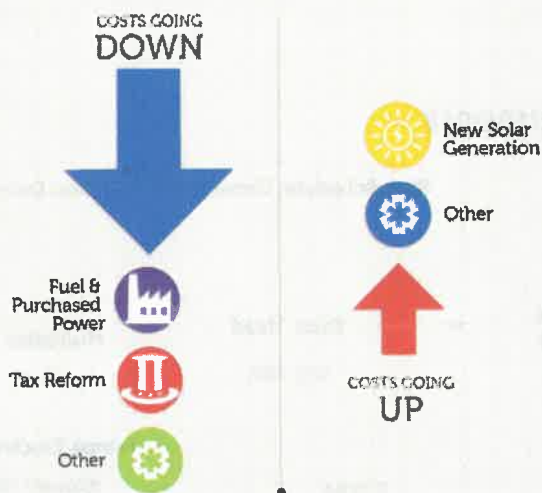 COSTS GOING
DOWN
Fuel &
Purchased
Power
Tax Reform
Other
New Solar
Generation
Other
COSTS GOING
UP